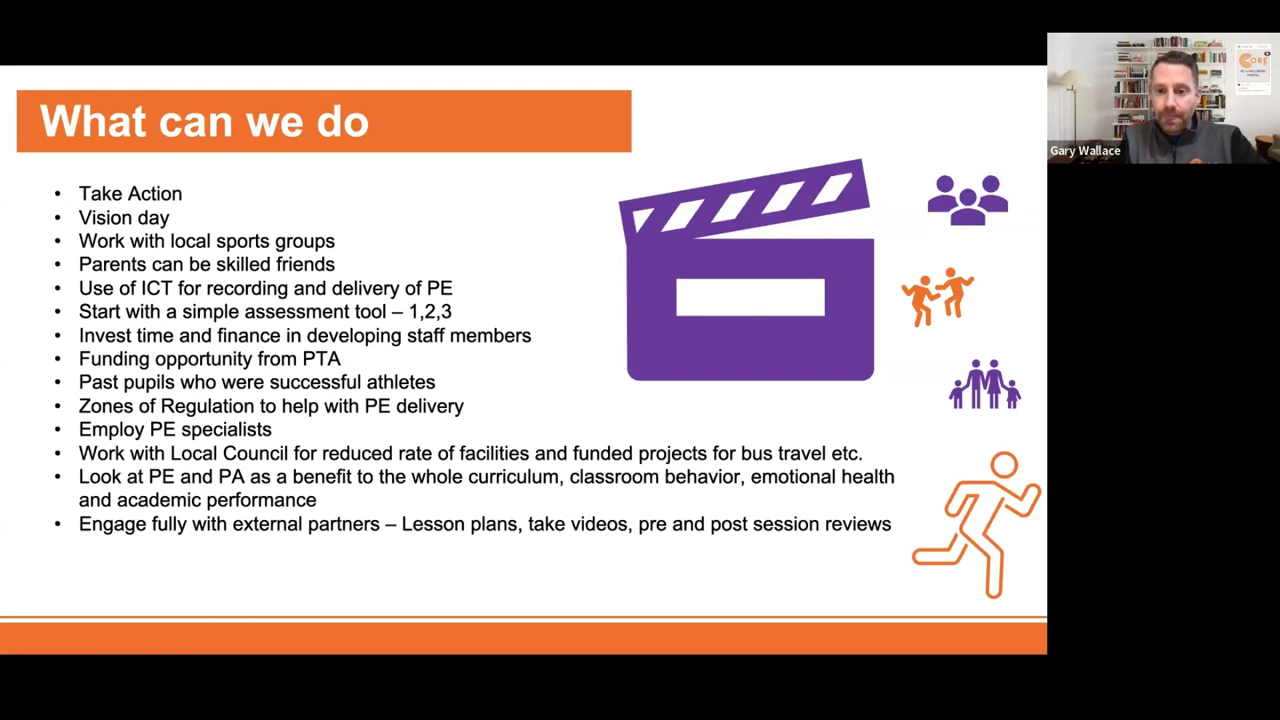 What can we do
• Take Action
• Vision day
• Work with local sports groups
• Parents can be skilled friends
• Use of ICT for recording and delivery of PE
• Start with a simple assessment tool – 1,2,3
• Invest time and finance in developing staff members
• Funding opportunity from PTA
• Past pupils who were successful athletes
• Zones of Regulation to help with PE delivery
• Employ PE specialists
• Work with Local Council for reduced rate of facilities and funded projects for bus travel etc.
• Look at PE and PA as a benefit to the whole curriculum, classroom behavior, emotional health
and academic performance
• Engage fully with external partners – Lesson plans, take videos, pre and post session reviews
CORE
Gary Wallace